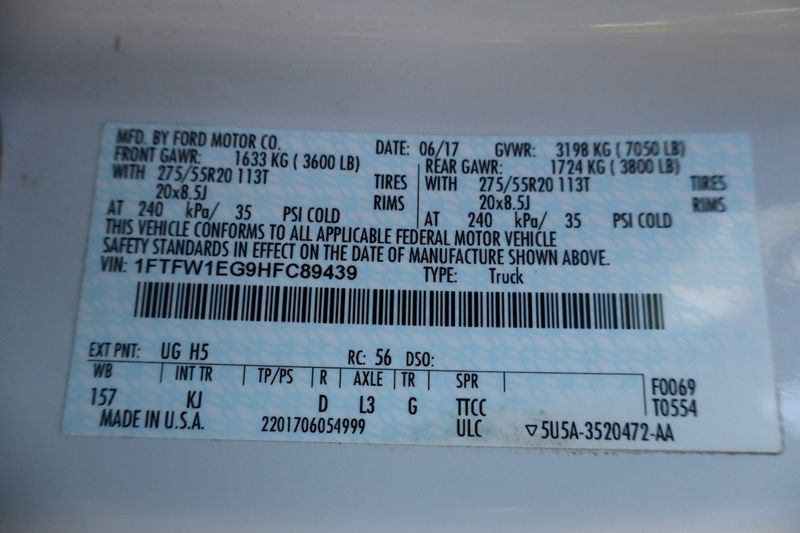 MFD. BY FORD MOTOR CO. DATE: 06/17 GVWR: 3198 KG ( 7050 LB)
FRONT GAWR: 1633 KG ( 3600 LB) REAR GAWR: 1724 KG ( 3800 LB)
WITH 275/55R20 113T TIRES WITH 275/55R20 113T TIRES
20x8.5J RIMS 20x8.5J RIMS
AT 240 kPa/ 35 PSI COLD AT 240 kPa/ 35 PSI COLD
THIS VEHICLE CONFORMS TO ALL APPLICABLE FEDERAL MOTOR VEHICLE
SAFETY STANDARDS IN EFFECT ON THE DATE OF MANUFACTURE SHOWN ABOVE.
VIN: 1FTFW1EG9HFC89439 TYPE: Truck
EXT PNT: UG H5 RC: 56 DSO:
WB INT TR TP/PS R AXLE TR SPR F0069
157 KJ D L3 G TTCC T0554
MADE IN U.S.A. 2201706054999 ULC ▽5U5A-3520472-AA